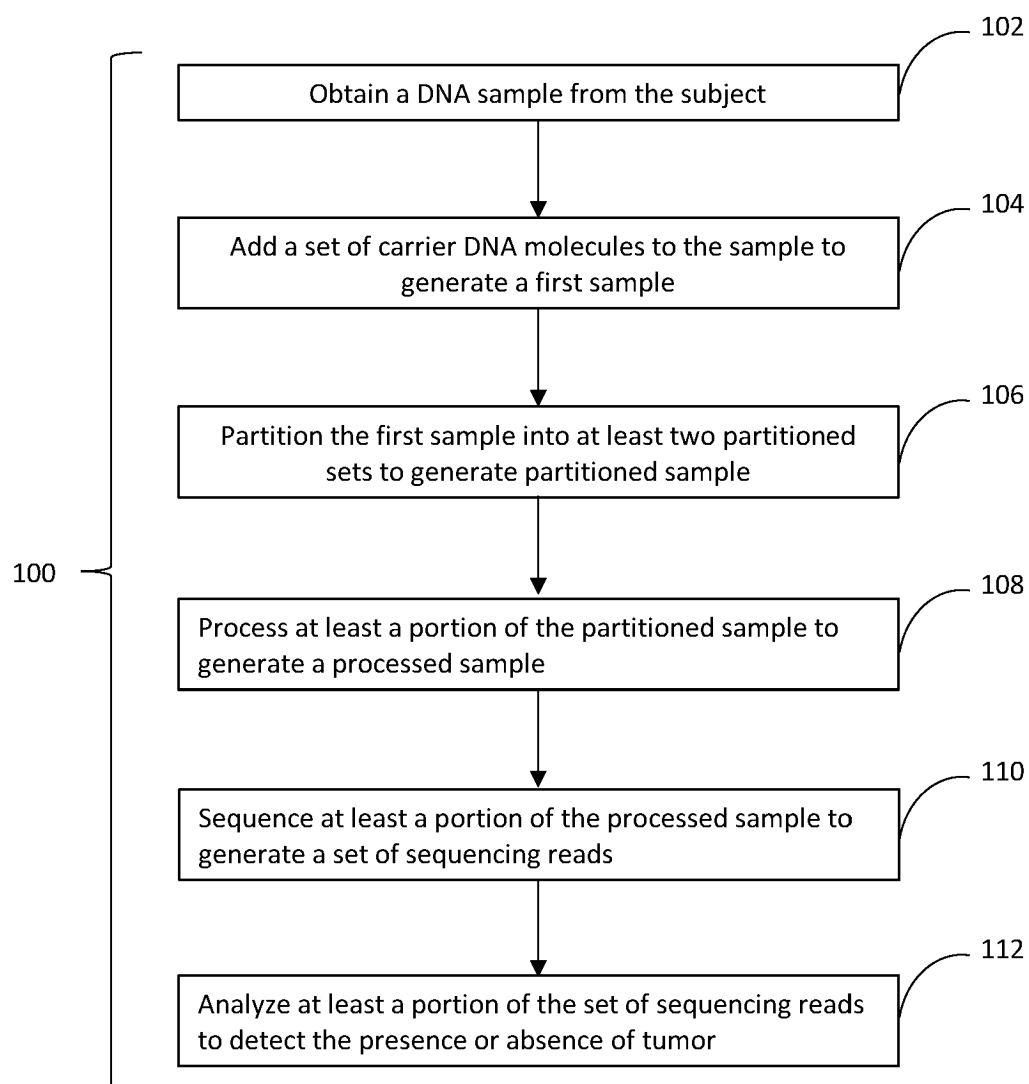 102
Obtain a DNA sample from the subject
104
Add a set of carrier DNA molecules to the sample to
generate a first sample
106
Partition the first sample into at least two partitioned
sets to generate partitioned sample
100
108
Process at least a portion of the partitioned sample to
generate a processed sample
110
Sequence at least a portion of the processed sample to
generate a set of sequencing reads
112
Analyze at least a portion of the set of sequencing reads
to detect the presence or absence of tumor